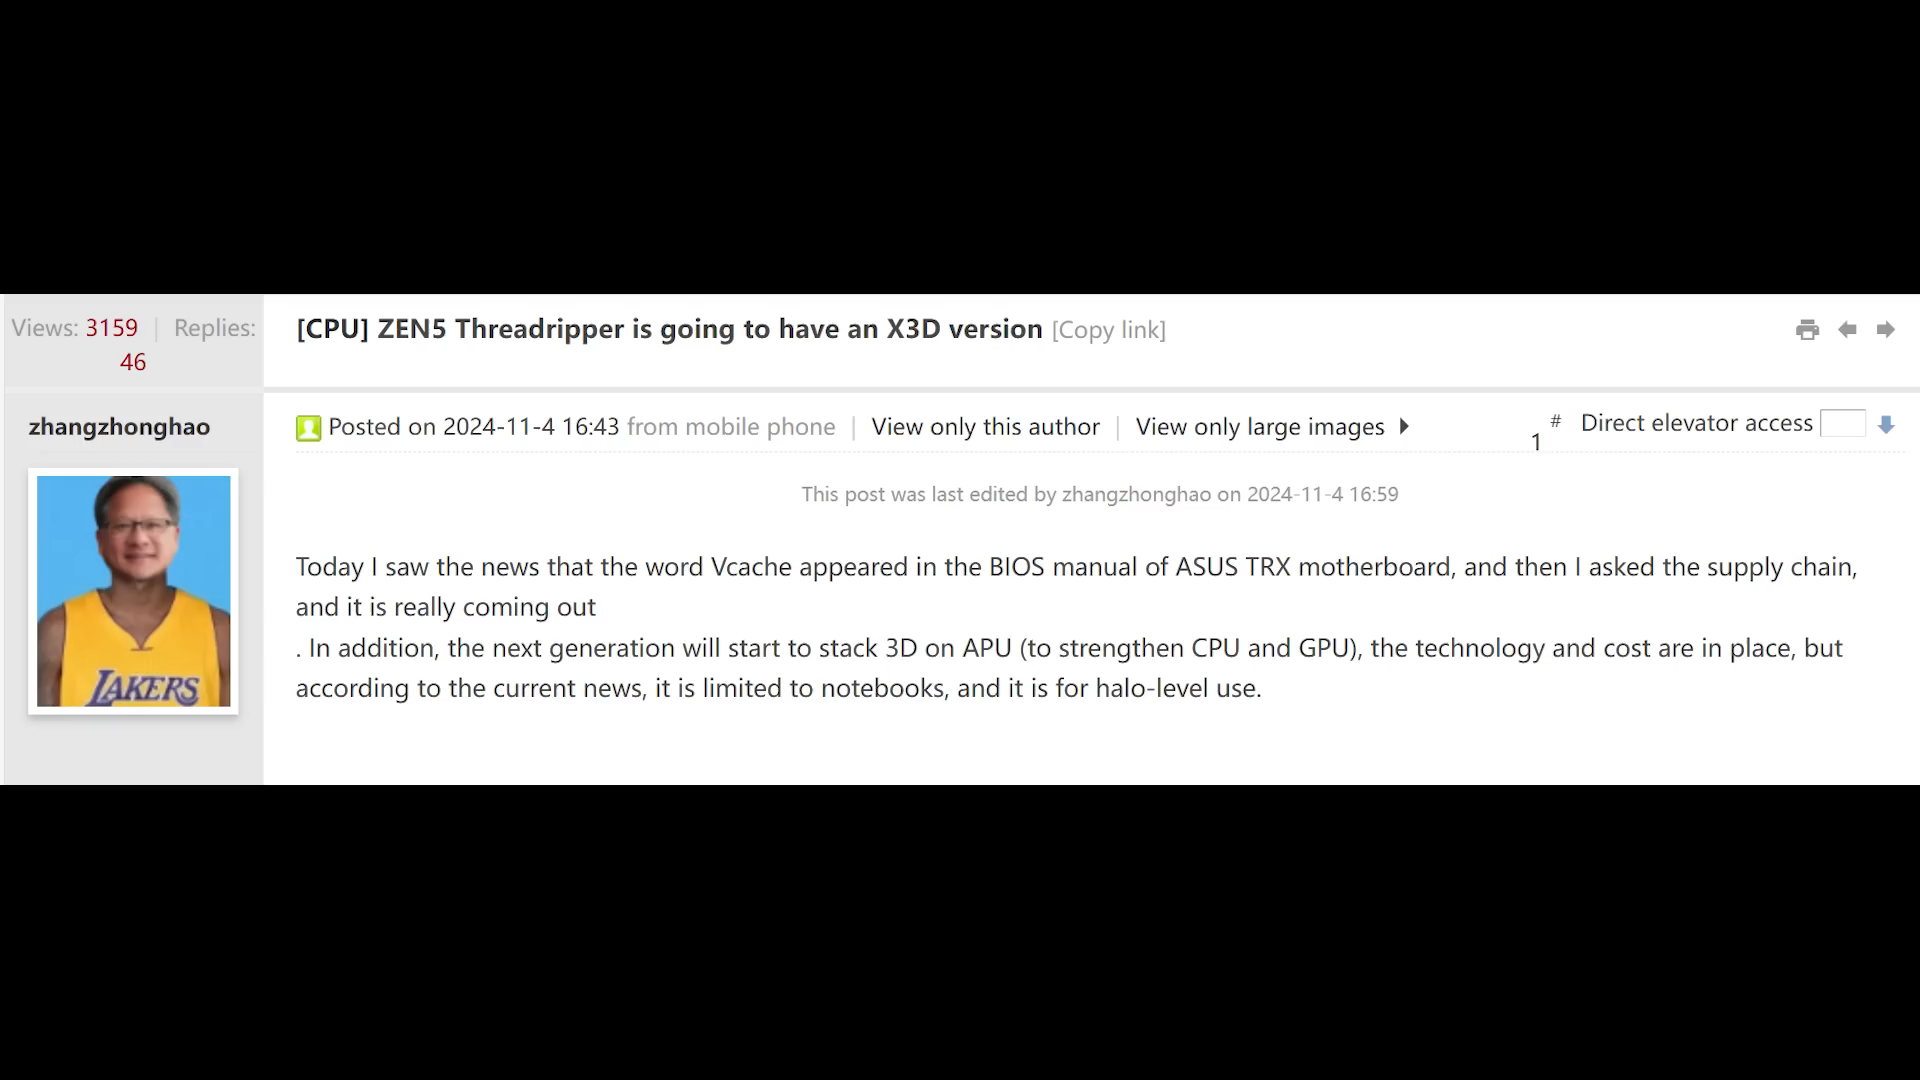 Views: 3159 | Replies: 46
[CPU] ZEN5 Threadripper is going to have an X3D version [Copy link]
zhangzhonghao
Posted on 2024-11-4 16:43 from mobile phone | View only this author | View only large images
1 #
Direct elevator access
This post was last edited by zhangzhonghao on 2024-11-4 16:59
Today I saw the news that the word Vcache appeared in the BIOS manual of ASUS TRX motherboard, and then I asked the supply chain,
and it is really coming out
. In addition, the next generation will start to stack 3D on APU (to strengthen CPU and GPU), the technology and cost are in place, but
according to the current news, it is limited to notebooks, and it is for halo-level use.
LAKERS